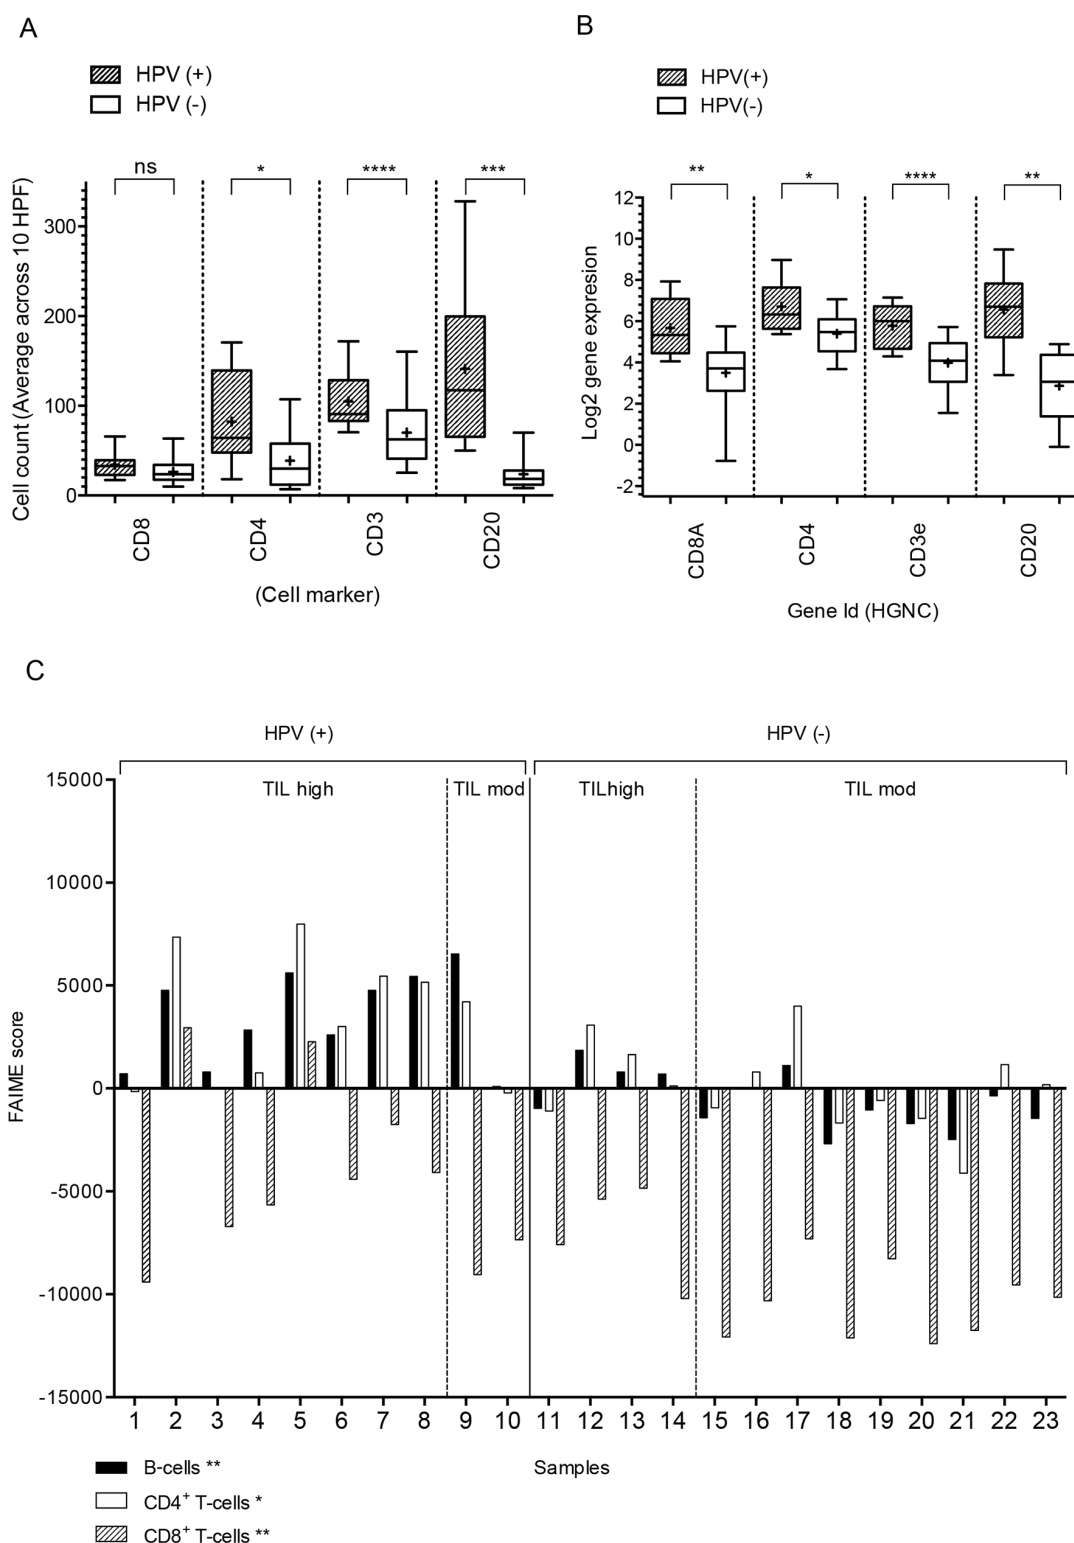 A
HPV (+)
HPV (-)
ns
*
****
***
Cell count (Average across 10 HPF)
300
200
100
0
CD8
CD4
CD3
CD20
(Cell marker)
B
HPV(+)
HPV(-)
**
*
****
**
Log2 gene expresion
12
10
8
6
4
2
0
-2
CD8A
CD4
CD3e
CD20
Gene Id (HGNC)
C
HPV (+)
HPV (-)
TIL high
TIL mod
TILhigh
TIL mod
FAIME score
15000
10000
5000
0
-5000
-10000
-15000
1 2 3 4 5 6 7 8 9 10 11 12 13 14 15 16 17 18 19 20 21 22 23
Samples
B-cells **
CD4+ T-cells *
CD8+ T-cells **